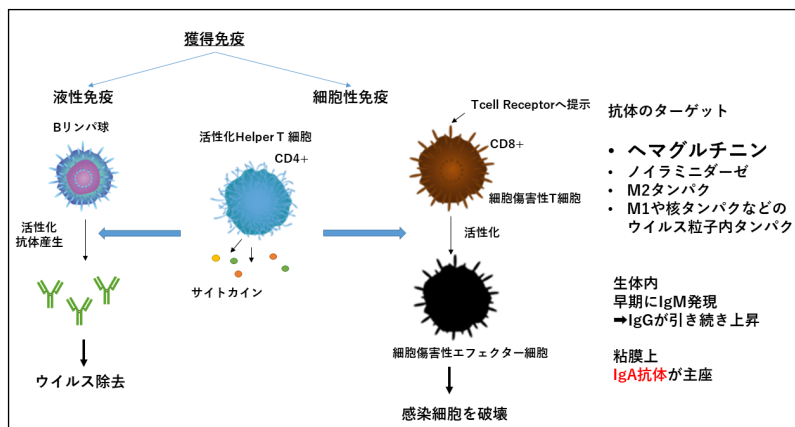 獲得免疫
液性免疫
細胞性免疫
Bリンパ球
活性化Helper T 細胞
CD4+
Tcell Receptorへ提示
CD8+
細胞傷害性T細胞
活性化
抗体産生
活性化
サイトカイン
細胞傷害性エフェクター細胞
ウイルス除去
感染細胞を破壊
抗体のターゲット
• ヘマグルチニン
• ノイラミニダーゼ
• M2タンパク
• M1や核タンパクなどの
ウイルス粒子内タンパク
生体内
早期にIgM発現
➡IgGが引き続き上昇
粘膜上
IgA抗体が主座